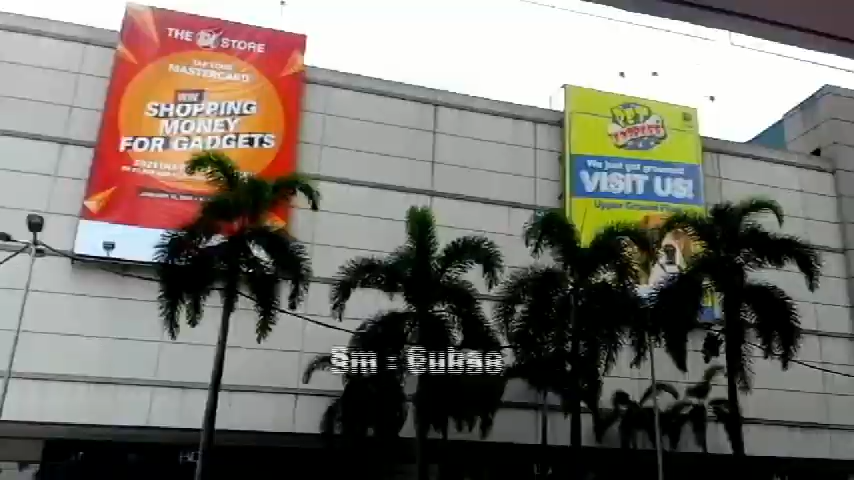 THE SM STORE
TAP YOUR
MASTERCARD
WIN
SHOPPING
MONEY
FOR GADGETS
PET
EXPRESS
We just got groomed!
VISIT US!
Upper Ground Floor
Sm - Cubao